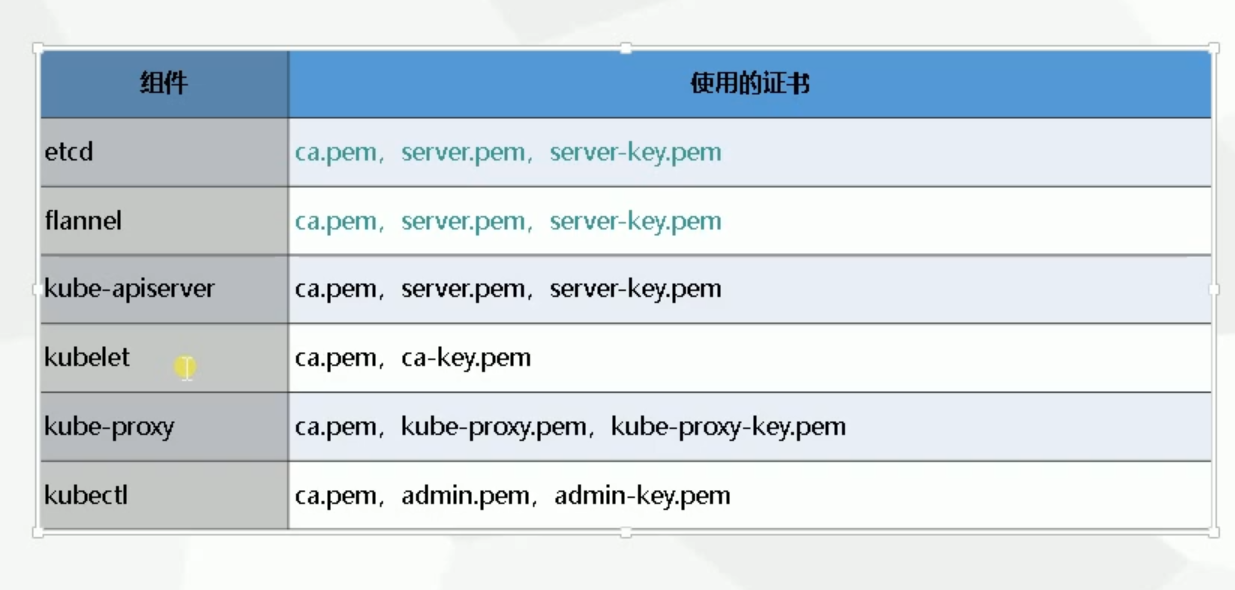 组件 使用的证书
etcd ca.pem，server.pem，server-key.pem
flannel ca.pem，server.pem，server-key.pem
kube-apiserver ca.pem，server.pem，server-key.pem
kubelet ca.pem，ca-key.pem
kube-proxy ca.pem，kube-proxy.pem，kube-proxy-key.pem
kubectl ca.pem，admin.pem，admin-key.pem